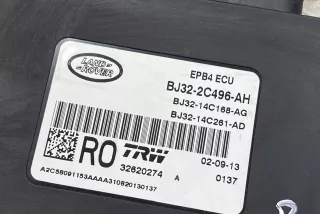 LAND ROVER
EPB4 ECU
BJ32-2C496-AH
BJ32-14C168-AG
BJ32-14C261-AD
RO TRW 02-09-13
32620274 A 0137
A2C58091153AAAA310820130137